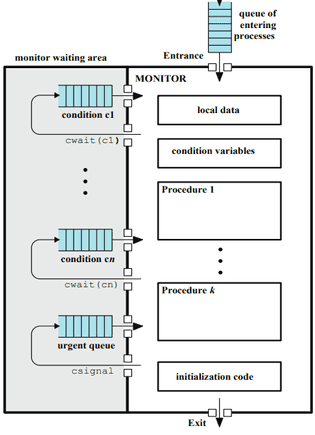 queue of
entering
processes
monitor waiting area
Entrance
MONITOR
condition c1
local data
cwait(c1)
condition variables
Procedure 1
condition cn
cwait(cn)
Procedure k
urgent queue
csignal
initialization code
Exit